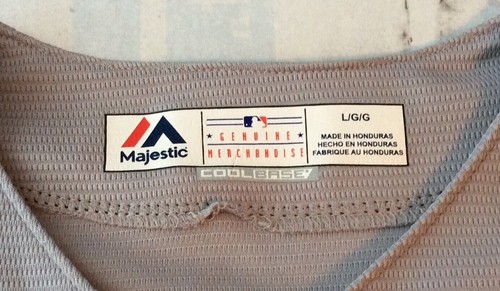 Majestic
GENUINE
MERCHANDISE
L/G/G
MADE IN HONDURAS
HECHO EN HONDURAS
FABRIQUE AU HONDURAS
COOLBASE